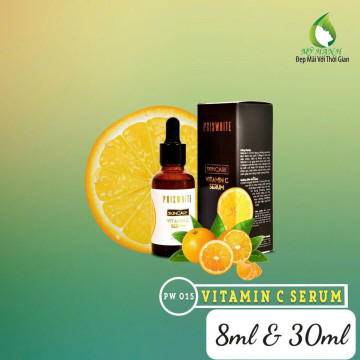 MỸ HẠNH
Đẹp Mãi Với Thời Gian
PRISWHITE
SKINCARE
VITAMIN C
SERUM
PRISWHITE
SKINCARE
VITAMIN C
SERUM
PW 015
VITAMIN C SERUM
8ml & 30ml